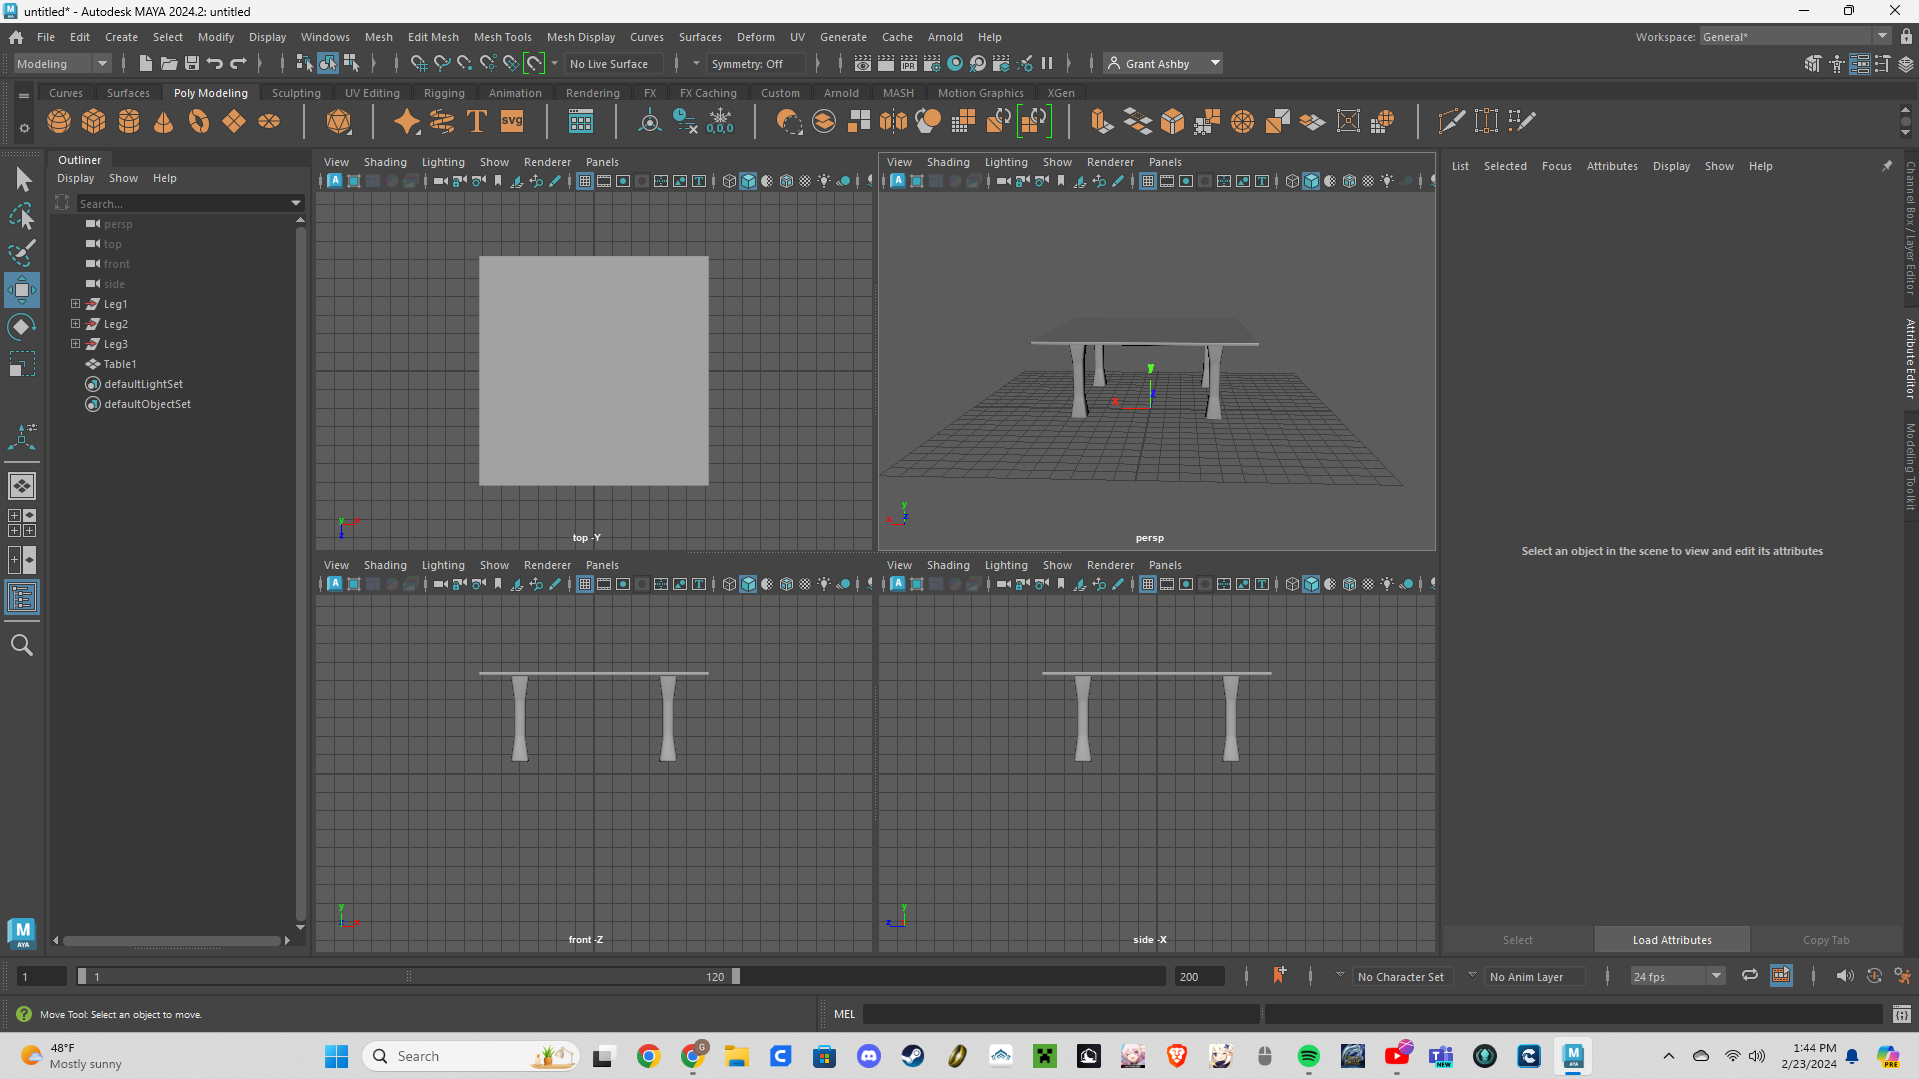 untitled* - Autodesk MAYA 2024.2: untitled
File Edit Create Select Modify Display Windows Mesh Edit Mesh Mesh Tools Mesh Display Curves Surfaces Deform UV Generate Cache Arnold Help
Workspace: General*
Modeling
No Live Surface
Symmetry: Off
IPR
Grant Ashby
Curves Surfaces Poly Modeling Sculpting UV Editing Rigging Animation Rendering FX FX Caching Custom Arnold MASH Motion Graphics XGen
T
SVG
0,0,0
Outliner
Display Show Help
Search...
persp
top
front
side
Leg1
Leg2
Leg3
Table1
defaultLightSet
defaultObjectSet
View Shading Lighting Show Renderer Panels
top -Y
View Shading Lighting Show Renderer Panels
persp
View Shading Lighting Show Renderer Panels
front -Z
View Shading Lighting Show Renderer Panels
side -X
List Selected Focus Attributes Display Show Help
Select an object in the scene to view and edit its attributes
Select Load Attributes Copy Tab
Channel Box / Layer Editor
Attribute Editor
Modeling Toolkit
1
1
120
200
No Character Set
No Anim Layer
24 fps
Move Tool: Select an object to move.
MEL
M
AYA
48°F
Mostly sunny
Search
G
NEW
1:44 PM
2/23/2024
PRE